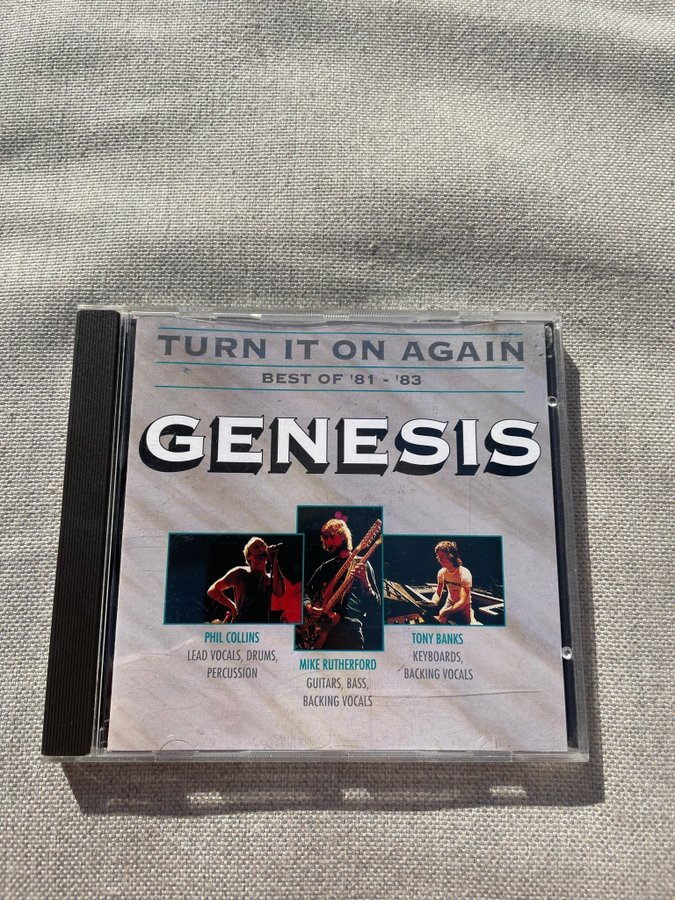 TURN IT ON AGAIN
BEST OF '81 - '83
GENESIS
PHIL COLLINS
LEAD VOCALS, DRUMS,
PERCUSSION
MIKE RUTHERFORD
GUITARS, BASS,
BACKING VOCALS
TONY BANKS
KEYBOARDS,
BACKING VOCALS